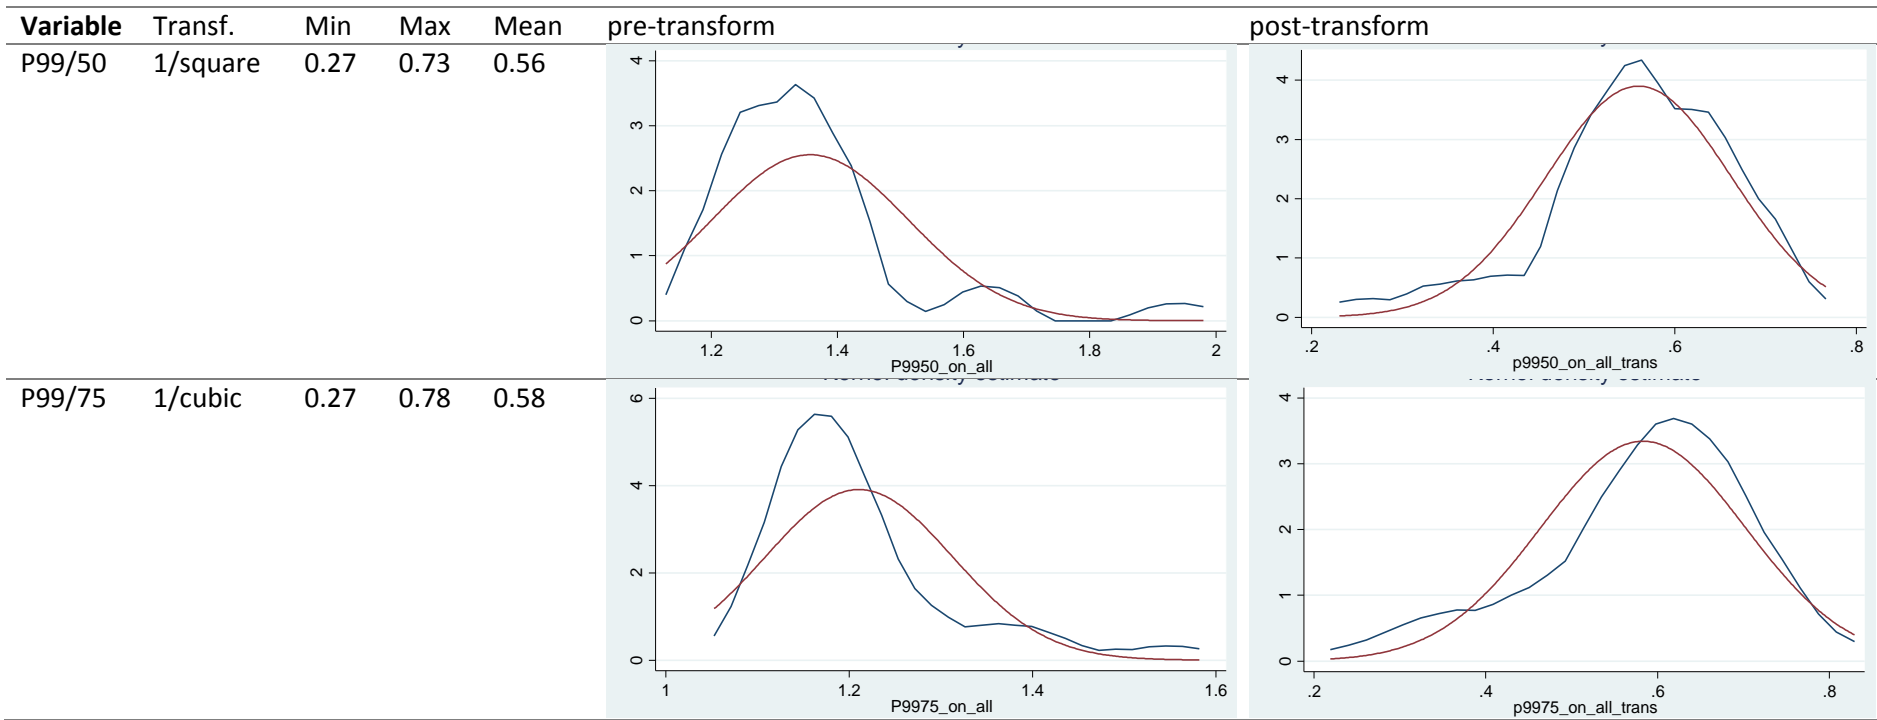 Variable Transf. Min Max Mean pre-transform post-transform
P99/50 1/square 0.27 0.73 0.56
4
3
2
1
0
1.2 1.4 1.6 1.8 2
P9950_on_all
4
3
2
1
0
.2 .4 .6 .8
p9950_on_all_trans
P99/75 1/cubic 0.27 0.78 0.58
6
4
2
0
1 1.2 1.4 1.6
P9975_on_all
4
3
2
1
0
.2 .4 .6 .8
p9975_on_all_trans